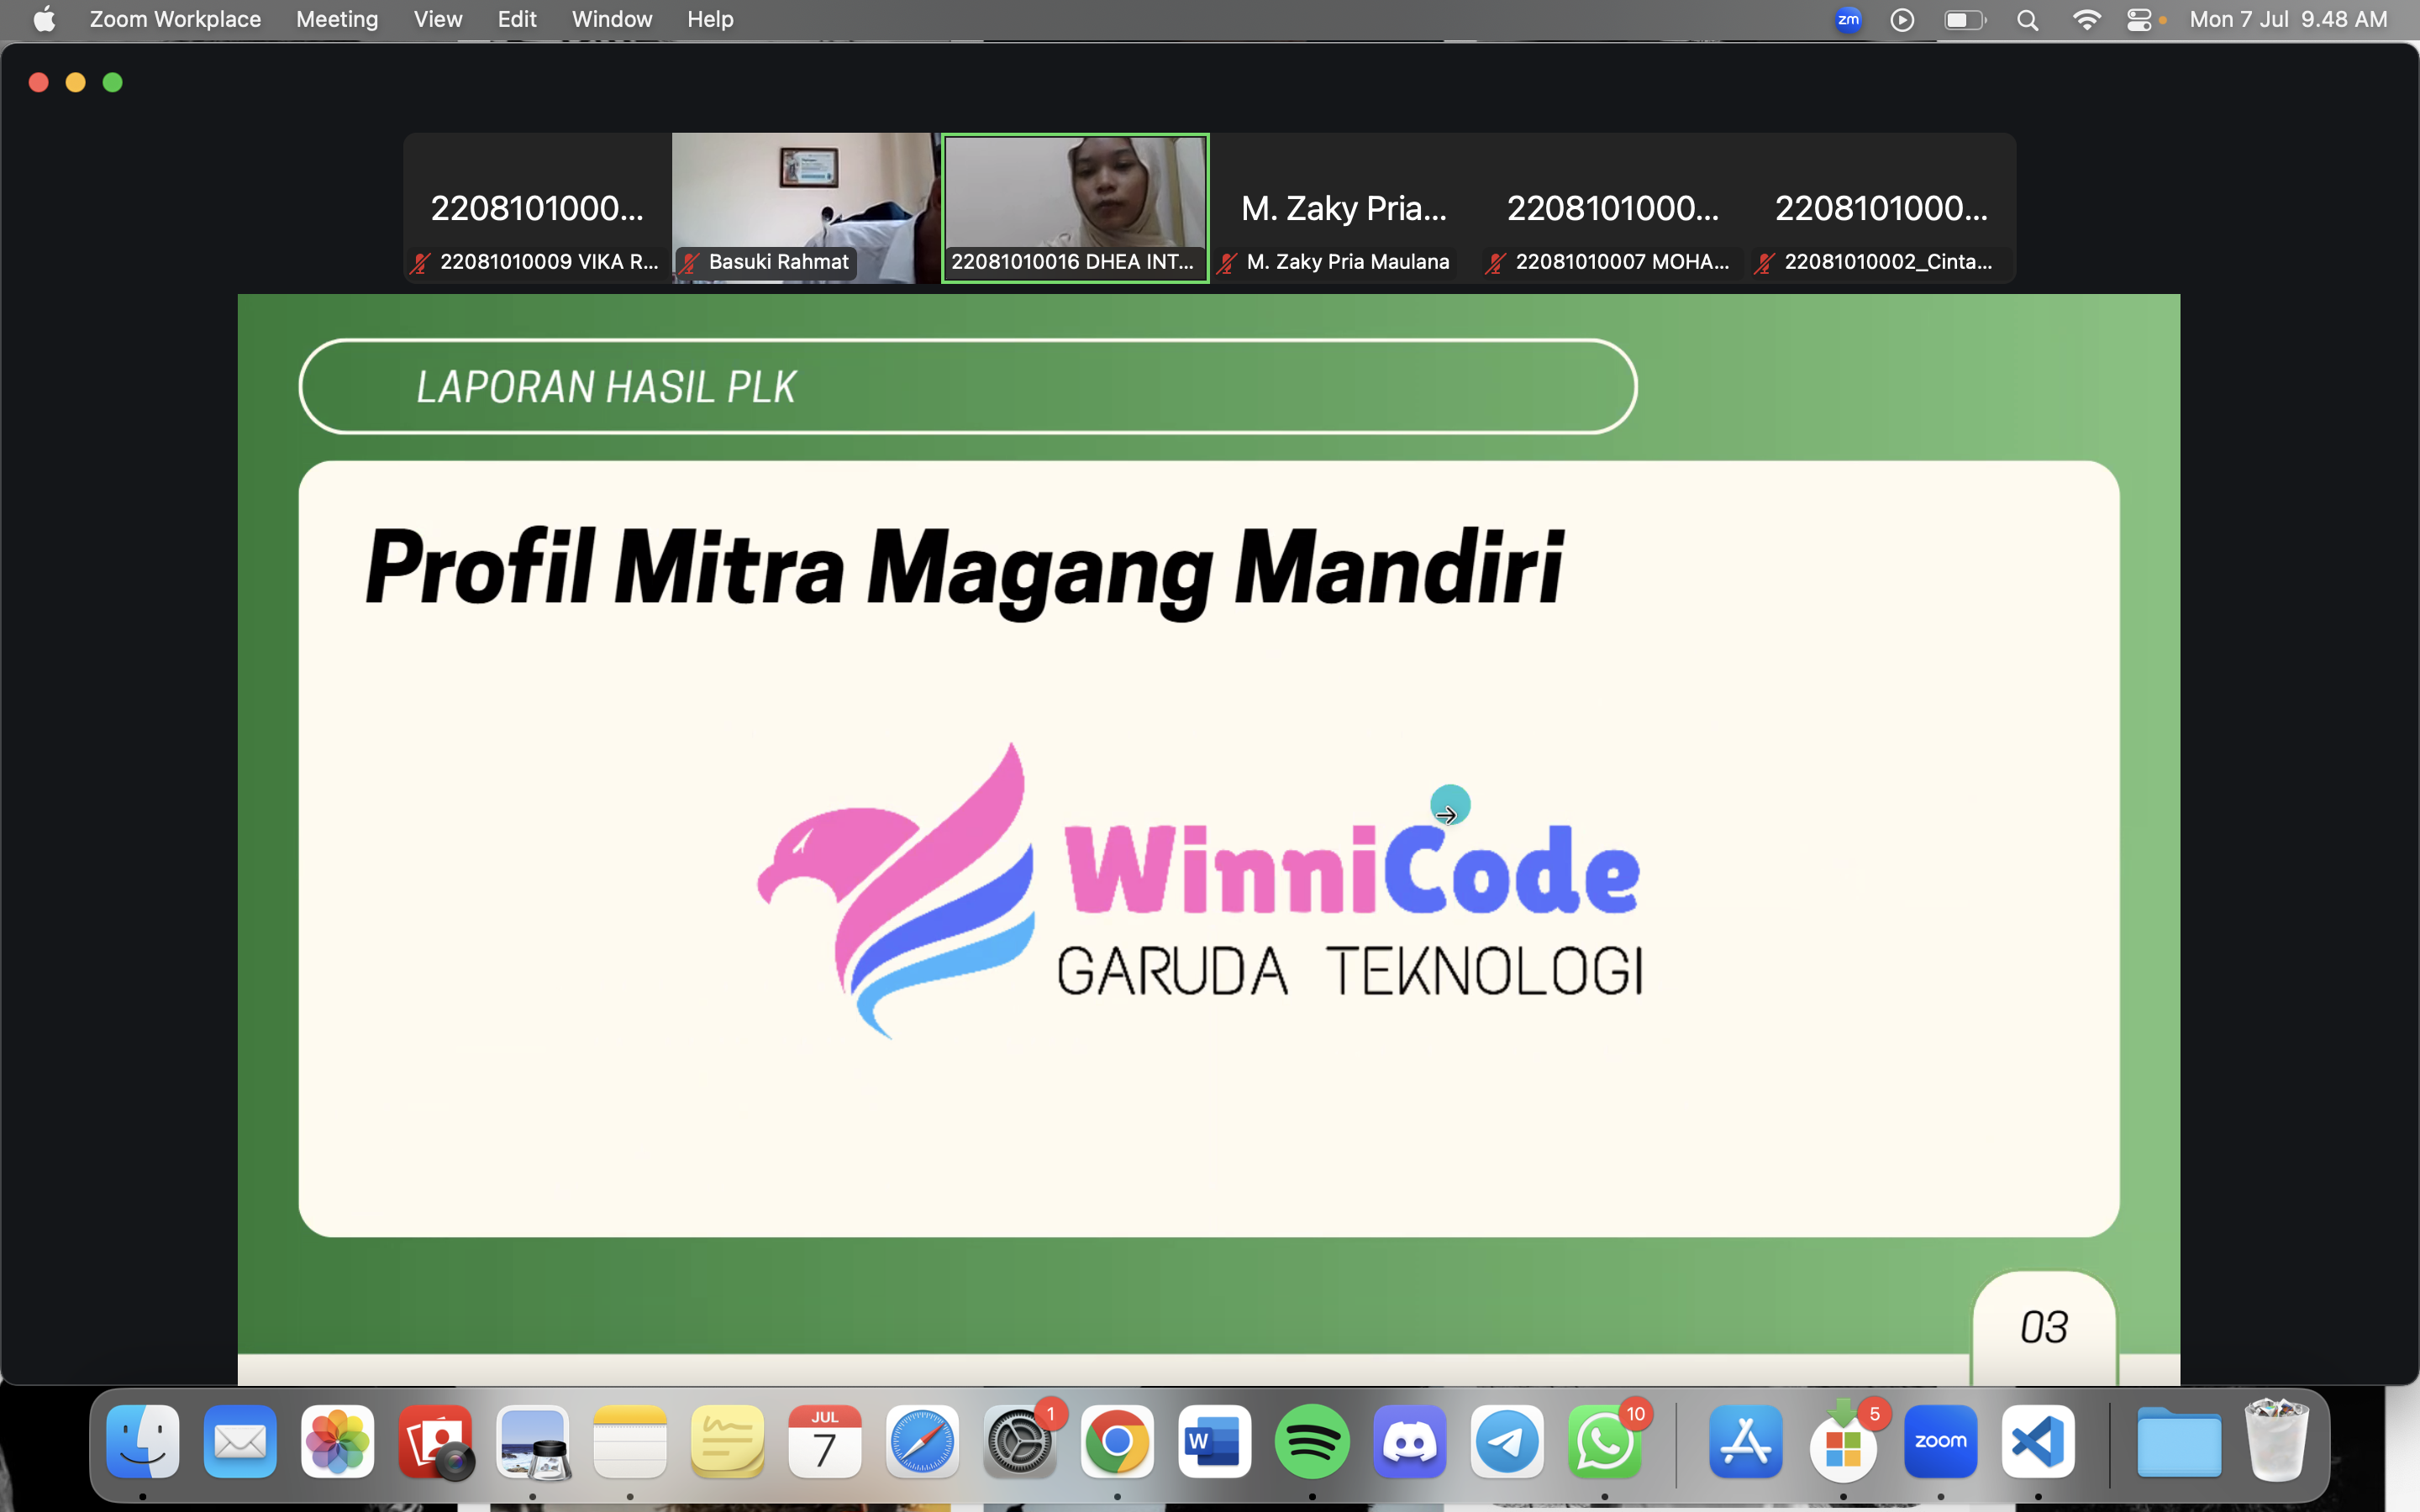 Zoom Workplace Meeting View Edit Window Help zm Mon 7 Jul 9.48 AM
2208101000... M. Zaky Pria... 2208101000... 2208101000...
22081010009 VIKA R... Basuki Rahmat 22081010016 DHEA INT... M. Zaky Pria Maulana 22081010007 MOHA... 22081010002_Cinta...
LAPORAN HASIL PLK
Profil Mitra Magang Mandiri
WinniCode
GARUDA TEKNOLOGI
03
JUL 1 10 5
7 W zoom